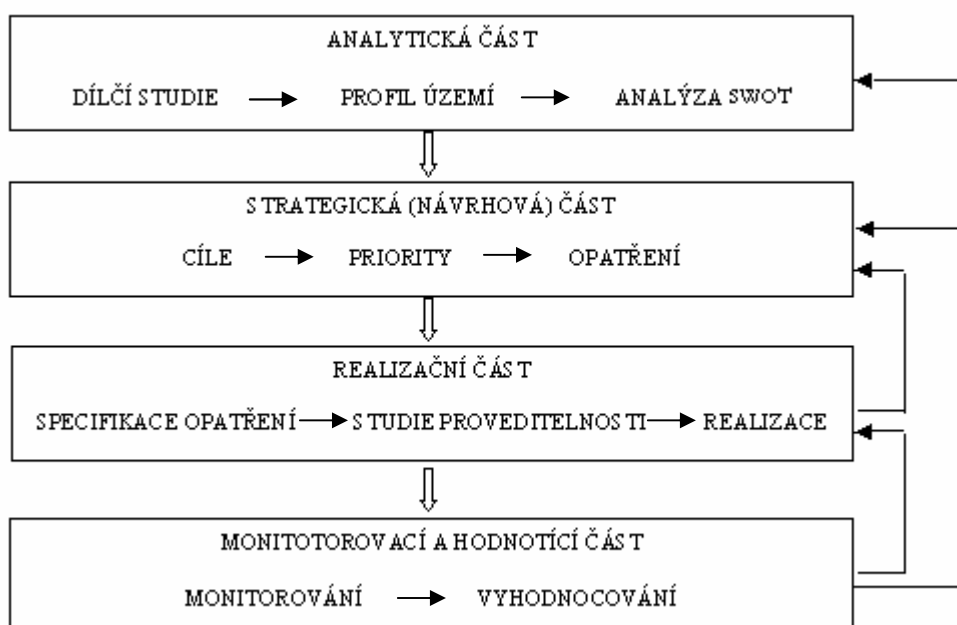 ANALYTICKÁ ČÁST
DÍLČÍ STUDIE PROFIL ÚZEMÍ ANALÝZA SWOT
STRATEGICKÁ (NÁVRHOVÁ) ČÁST
CÍLE PRIORITY OPATŘENÍ
REALIZAČNÍ ČÁST
SPECIFIKACE OPATŘENÍ STUDIE PROVEDITELNOSTI REALIZACE
MONITOTOROVACÍ A HODNOTÍCÍ ČÁST
MONITOROVÁNÍ VYHODNOCOVÁNÍ